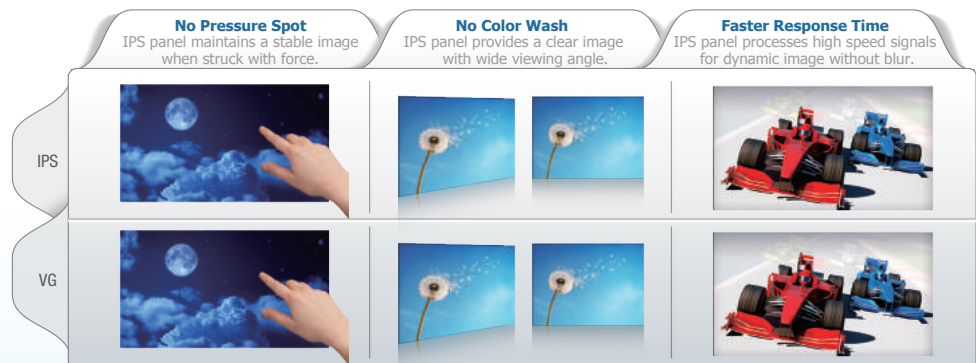 No Pressure Spot
IPS panel maintains a stable image
when struck with force.
No Color Wash
IPS panel provides a clear image
with wide viewing angle.
Faster Response Time
IPS panel processes high speed signals
for dynamic image without blur.
IPS
VG